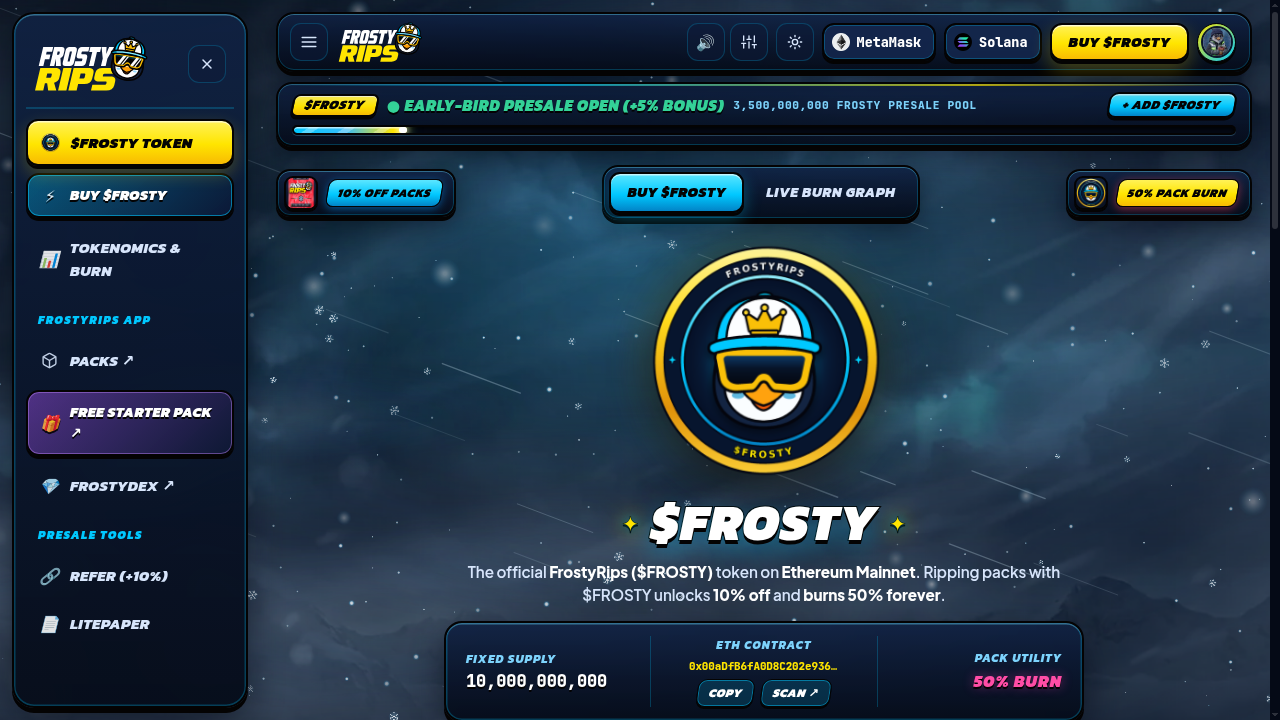 FROSTY
RIPS
$FROSTY TOKEN
BUY $FROSTY
TOKENOMICS &
BURN
FROSTYRIPS APP
PACKS ↗
FREE STARTER PACK
↗
FROSTYDEX ↗
PRESALE TOOLS
REFER (+10%)
LITEPAPER
FROSTY
RIPS
MetaMask
Solana
BUY $FROSTY
$FROSTY
EARLY-BIRD PRESALE OPEN (+5% BONUS)
3,500,000,000 FROSTY PRESALE POOL
+ ADD $FROSTY
10% OFF PACKS
BUY $FROSTY
LIVE BURN GRAPH
50% PACK BURN
FROSTYRIPS
$FROSTY
$FROSTY
The official FrostyRips ($FROSTY) token on Ethereum Mainnet. Ripping packs with
$FROSTY unlocks 10% off and burns 50% forever.
FIXED SUPPLY
10,000,000,000
ETH CONTRACT
0x00aDfB6fA0D8C202e936…
COPY
SCAN ↗
PACK UTILITY
50% BURN